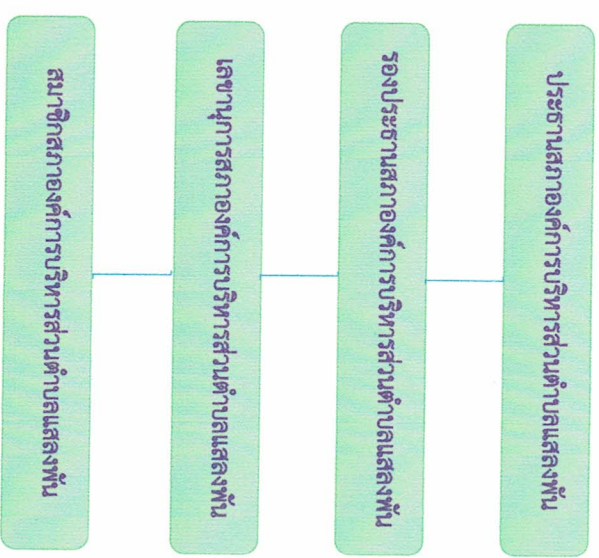 ประธานสภาองค์การบริหารส่วนตำบลแสลงพัน
รองประธานสภาองค์การบริหารส่วนตำบลแสลงพัน
เลขานุการสภาองค์การบริหารส่วนตำบลแสลงพัน
สมาชิกสภาองค์การบริหารส่วนตำบลแสลงพัน